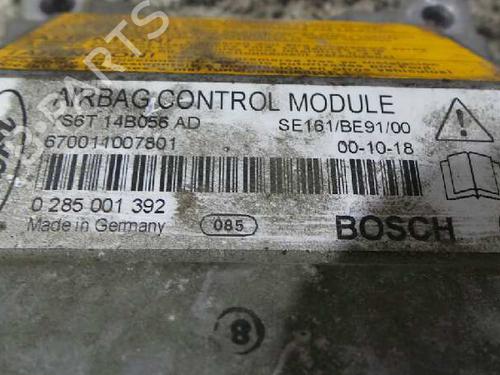 AIRBAG CONTROL MODULE
S6T 14B056 AD SE161/BE91/00
670011007801 00-10-18
0 285 001 392
Made in Germany 085 BOSCH
8